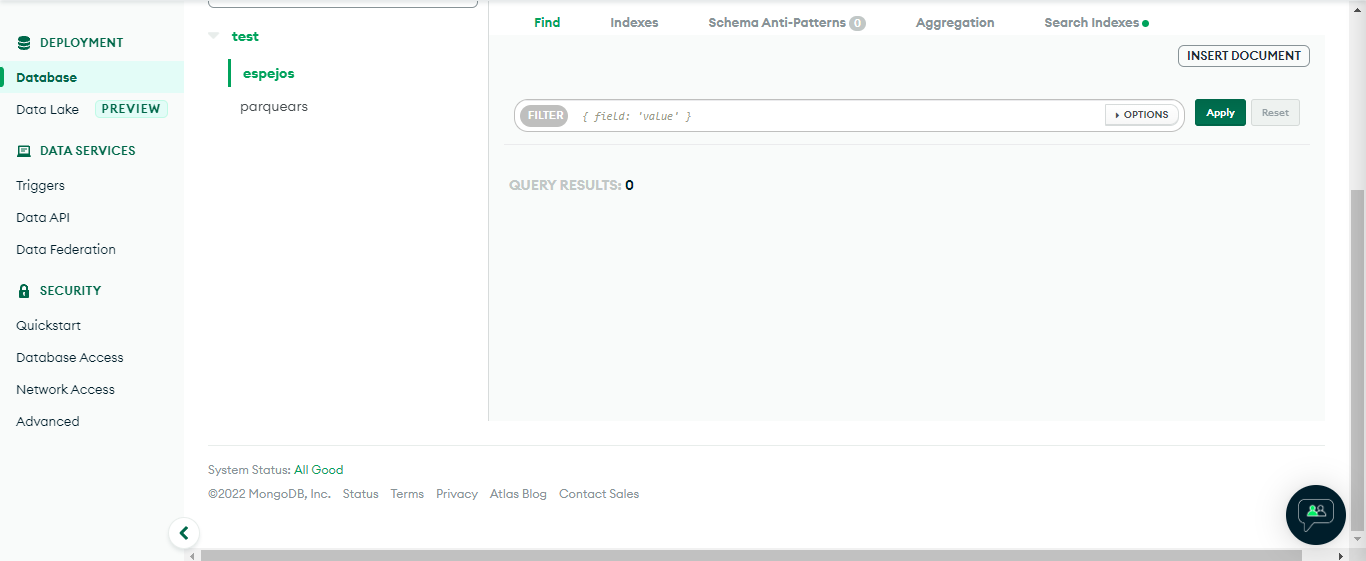 DEPLOYMENT
Database
Data Lake PREVIEW
DATA SERVICES
Triggers
Data API
Data Federation
SECURITY
Quickstart
Database Access
Network Access
Advanced
test
espejos
parquears
Find Indexes Schema Anti-Patterns 0 Aggregation Search Indexes
INSERT DOCUMENT
FILTER { field: 'value' } OPTIONS Apply Reset
QUERY RESULTS: 0
System Status: All Good
©2022 MongoDB, Inc. Status Terms Privacy Atlas Blog Contact Sales